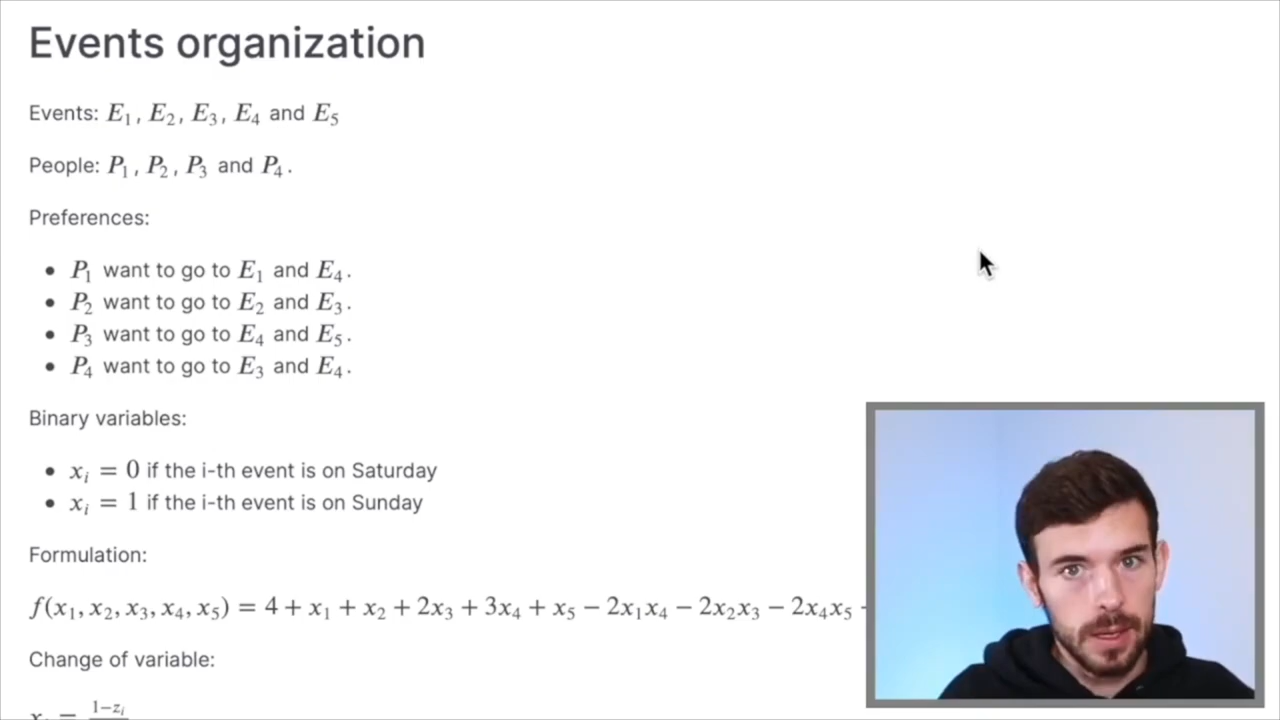 Events organization
Events: E₁, E₂, E₃, E₄ and E₅
People: P₁, P₂, P₃ and P₄.
Preferences:
• P₁ want to go to E₁ and E₄.
• P₂ want to go to E₂ and E₃.
• P₃ want to go to E₄ and E₅.
• P₄ want to go to E₃ and E₄.
Binary variables:
• xᵢ = 0 if the i-th event is on Saturday
• xᵢ = 1 if the i-th event is on Sunday
Formulation:
f(x₁, x₂, x₃, x₄, x₅) = 4 + x₁ + x₂ + 2x₃ + 3x₄ + x₅ − 2x₁x₄ − 2x₂x₃ − 2x₄x₅
Change of variable:
= 1−zᵢ